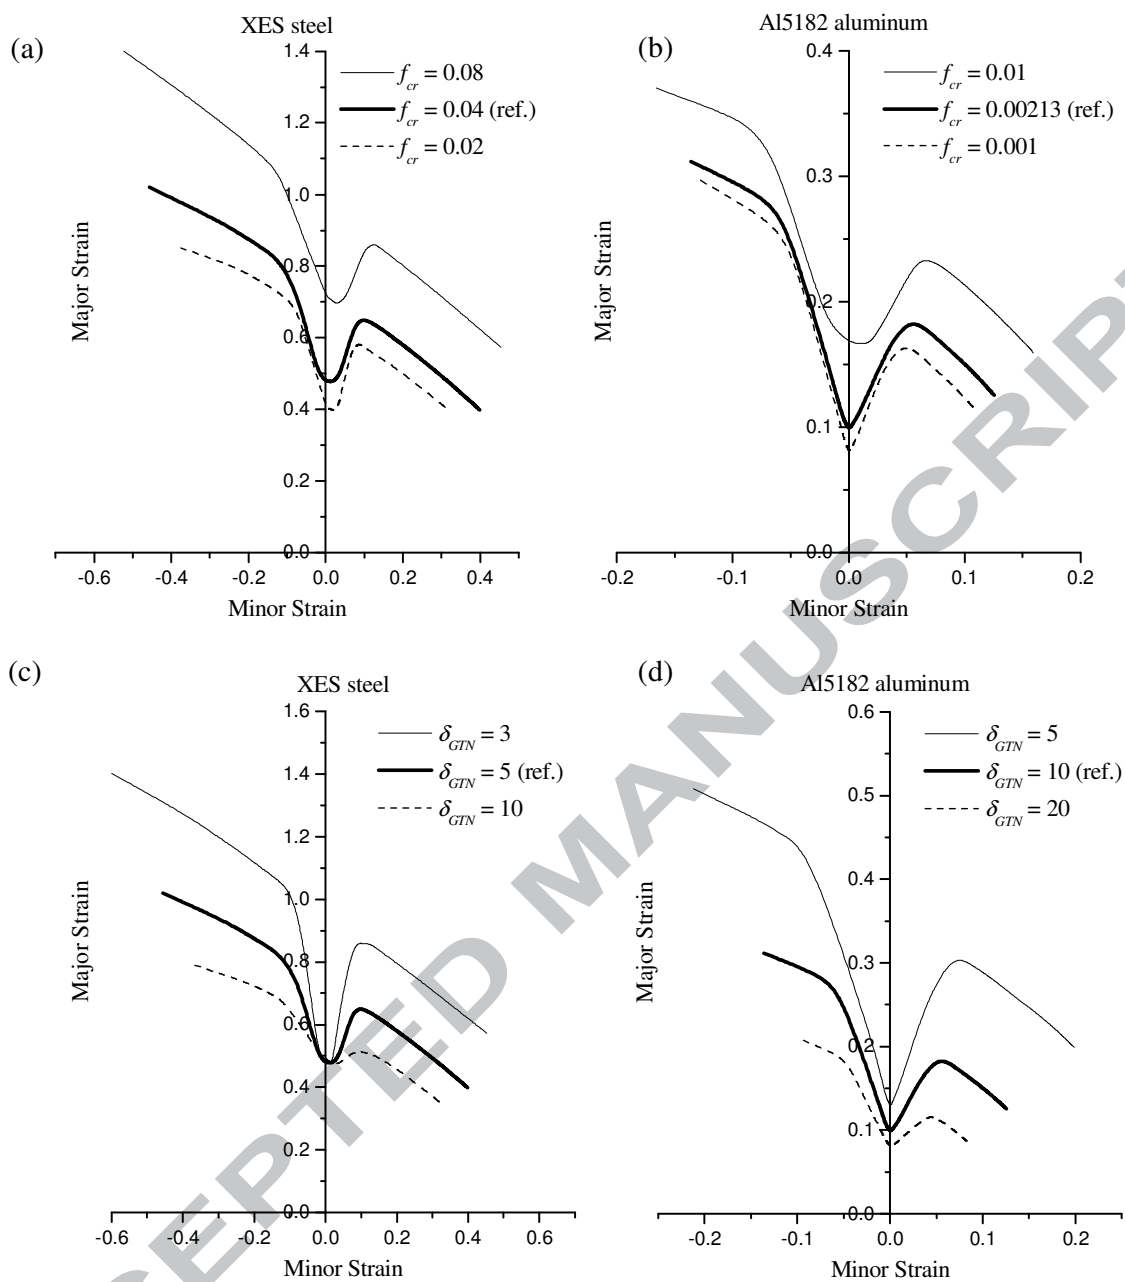 (a)
XES steel
f_cr = 0.08
f_cr = 0.04 (ref.)
f_cr = 0.02
1.4
1.2
1.0
0.8
0.6
0.4
0.2
0.0
-0.6 -0.4 -0.2 0.0 0.2 0.4
Major Strain
Minor Strain
(b)
Al5182 aluminum
f_cr = 0.01
f_cr = 0.00213 (ref.)
f_cr = 0.001
0.4
0.3
0.2
0.1
0.0
-0.2 -0.1 0.0 0.1 0.2
Major Strain
Minor Strain
(c)
XES steel
δ_GTN = 3
δ_GTN = 5 (ref.)
δ_GTN = 10
1.6
1.4
1.2
1.0
0.8
0.6
0.4
0.2
0.0
-0.6 -0.4 -0.2 0.0 0.2 0.4 0.6
Major Strain
Minor Strain
(d)
Al5182 aluminum
δ_GTN = 5
δ_GTN = 10 (ref.)
δ_GTN = 20
0.6
0.5
0.4
0.3
0.2
0.1
0.0
-0.2 -0.1 0.0 0.1 0.2
Major Strain
Minor Strain
CEPTED MANUSCRIPT